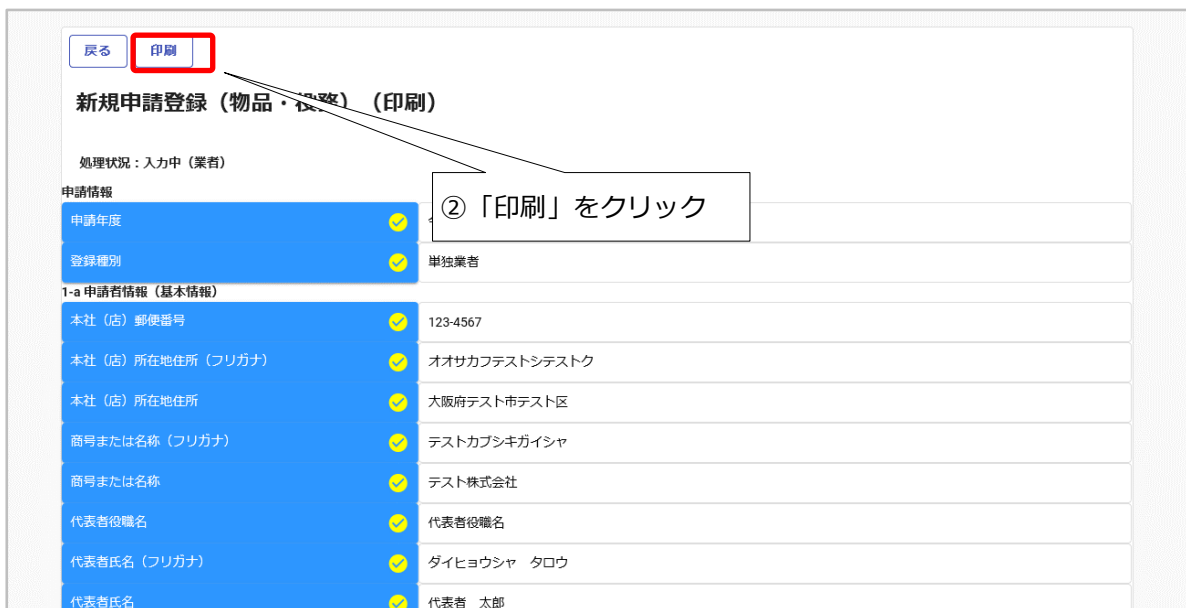 戻る 印刷
新規申請登録（物品・役務）（印刷）
処理状況：入力中（業者）
②「印刷」をクリック
申請情報
申請年度
登録種別 単独業者
1-a 申請者情報（基本情報）
本社（店）郵便番号 123-4567
本社（店）所在地住所（フリガナ） オオサカフテストシテストク
本社（店）所在地住所 大阪府テスト市テスト区
商号または名称（フリガナ） テストカブシキガイシャ
商号または名称 テスト株式会社
代表者役職名 代表者役職名
代表者氏名（フリガナ） ダイヒョウシャ　タロウ
代表者氏名 代表者　太郎